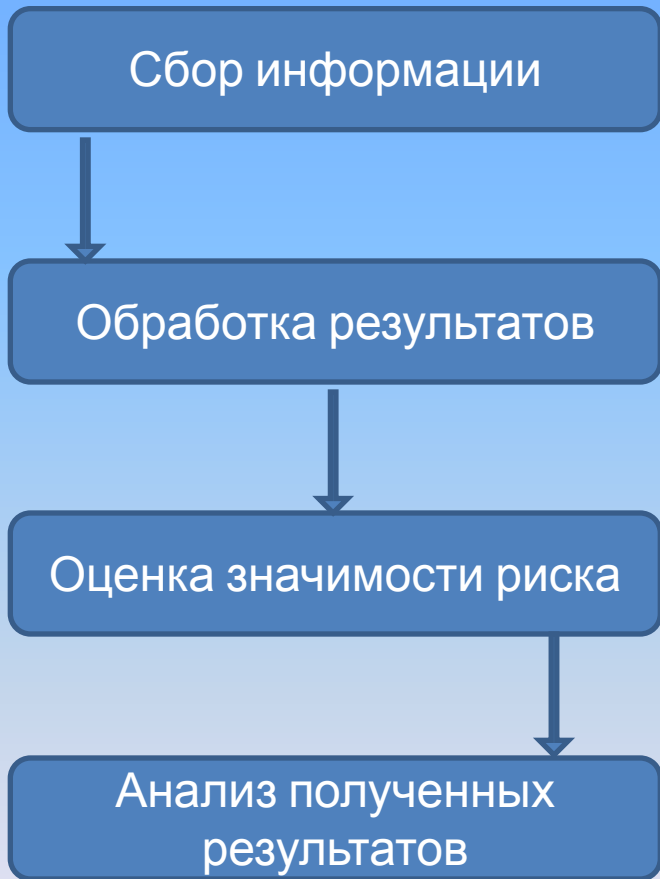 Сбор информации
Обработка результатов
Оценка значимости риска
Анализ полученных
результатов